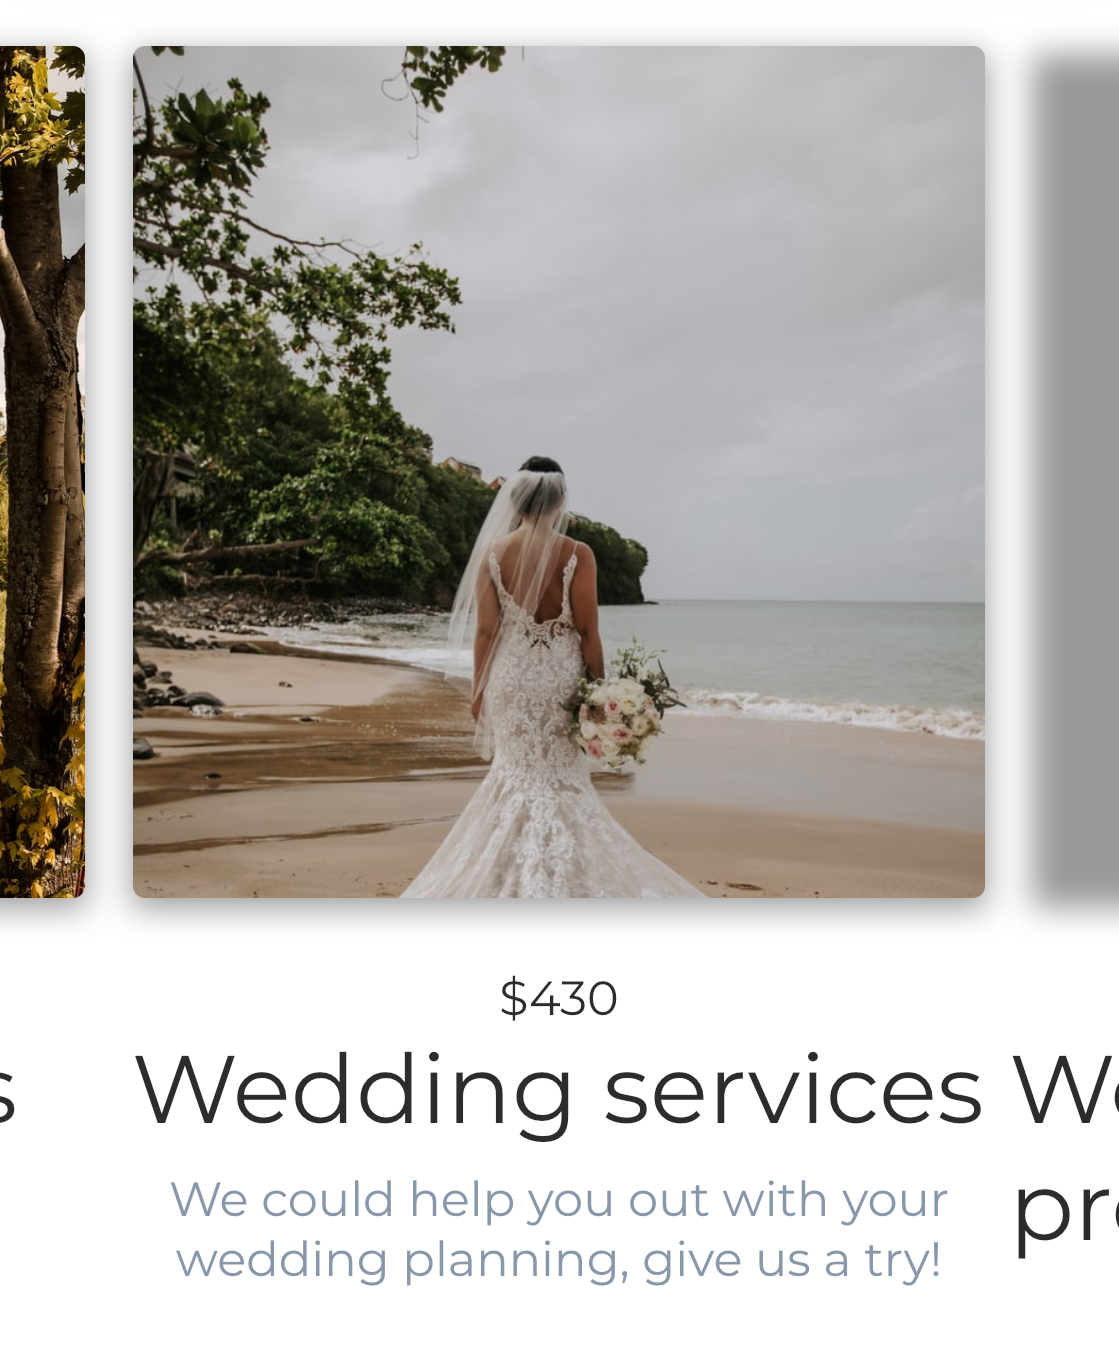 $430
Wedding services
We could help you out with your
wedding planning, give us a try!